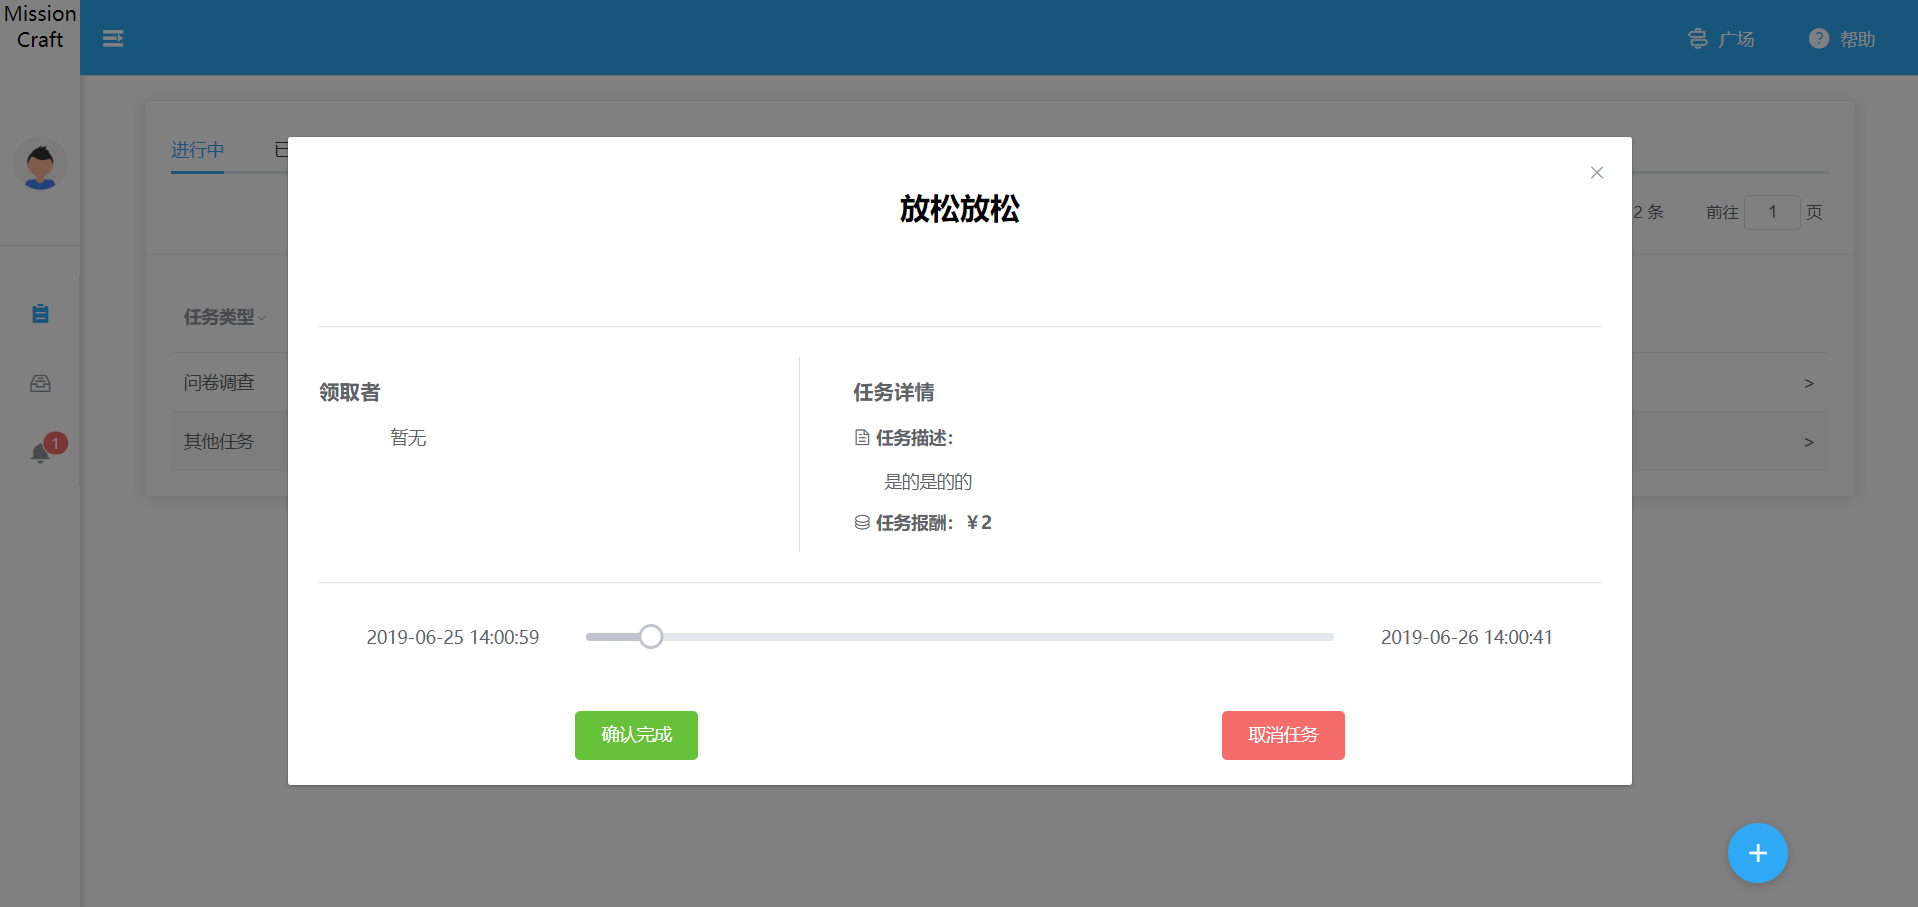 Mission
Craft
广场
帮助
进行中
已
放松放松
2 条
前往
1
页
任务类型
问卷调查
>
其他任务
>
1
领取者
暂无
任务详情
任务描述：
是的是的的
任务报酬：￥2
2019-06-25 14:00:59
2019-06-26 14:00:41
确认完成
取消任务